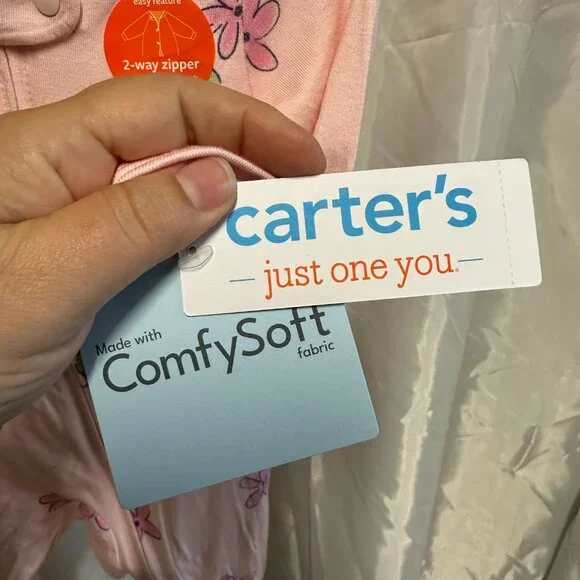 easy feature
2-way zipper
carter's
just one you.
Made with
ComfySoft
fabric